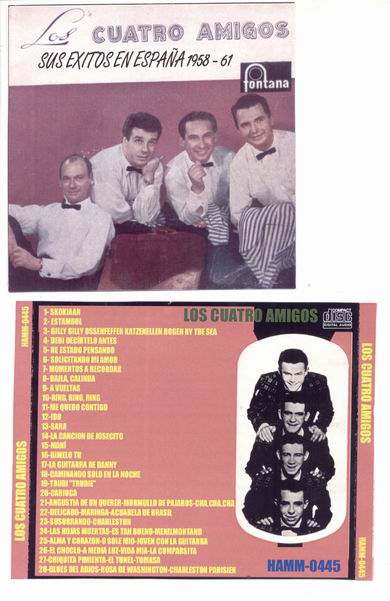 Los CUATRO AMIGOS
SUS EXITOS EN ESPAÑA 1958 - 61
fontana
HAMM-0445
LOS CUATRO AMIGOS
1- SKOKIAAN
2- ESTAMBUL
3- GILLY GILLY OSSENFEFFER KATZENELLEN BOGEN BY THE SEA
4- DEBI DECIRTELO ANTES
5- HE ESTADO PENSANDO
6- SOLICITANDO MI AMOR
7- MOMENTOS A RECORDAR
8- BAILA, CALINDA
9- A VUELTAS
10- RING, RING, RING
11- ME QUEDO CONTIGO
12- IBU
13- SARA
14- LA CANCION DE JOSECITO
15- MANÍ
16- DIMELO TU
17- LA GUITARRA DE DANNY
18- CAMINANDO SOLO EN LA NOCHE
19- TRUDI "TRUDIE"
20- CARIOCA
21- ANGUSTIA DE UN QUERER-MURMULLO DE PAJAROS-CHA,CHA,CHA
22- DELICADO-MARINGA-ACUARELA DE BRASIL
23- SUSURRANDO-CHARLESTON
24- LAS HOJAS MUERTAS-ES TAN BUENO-MENILMONTAND
25- ALMA Y CORAZON-O SOLE MIO-JOVEN CON LA GUITARRA
26- EL CHOCLO-A MEDIA LUZ-VIDA MIA-LA CUMPARSITA
27- CHIQUITA PIMIENTA-EL TUNEL-TOMASA
28- BLUES DEL ADIOS-ROSA DE WASHINGTON-CHARLESTON PARISIEN
LOS CUATRO AMIGOS
COMPACT
disc
DIGITAL AUDIO
HAMM-0445
LOS CUATRO AMIGOS
HAMM-0445